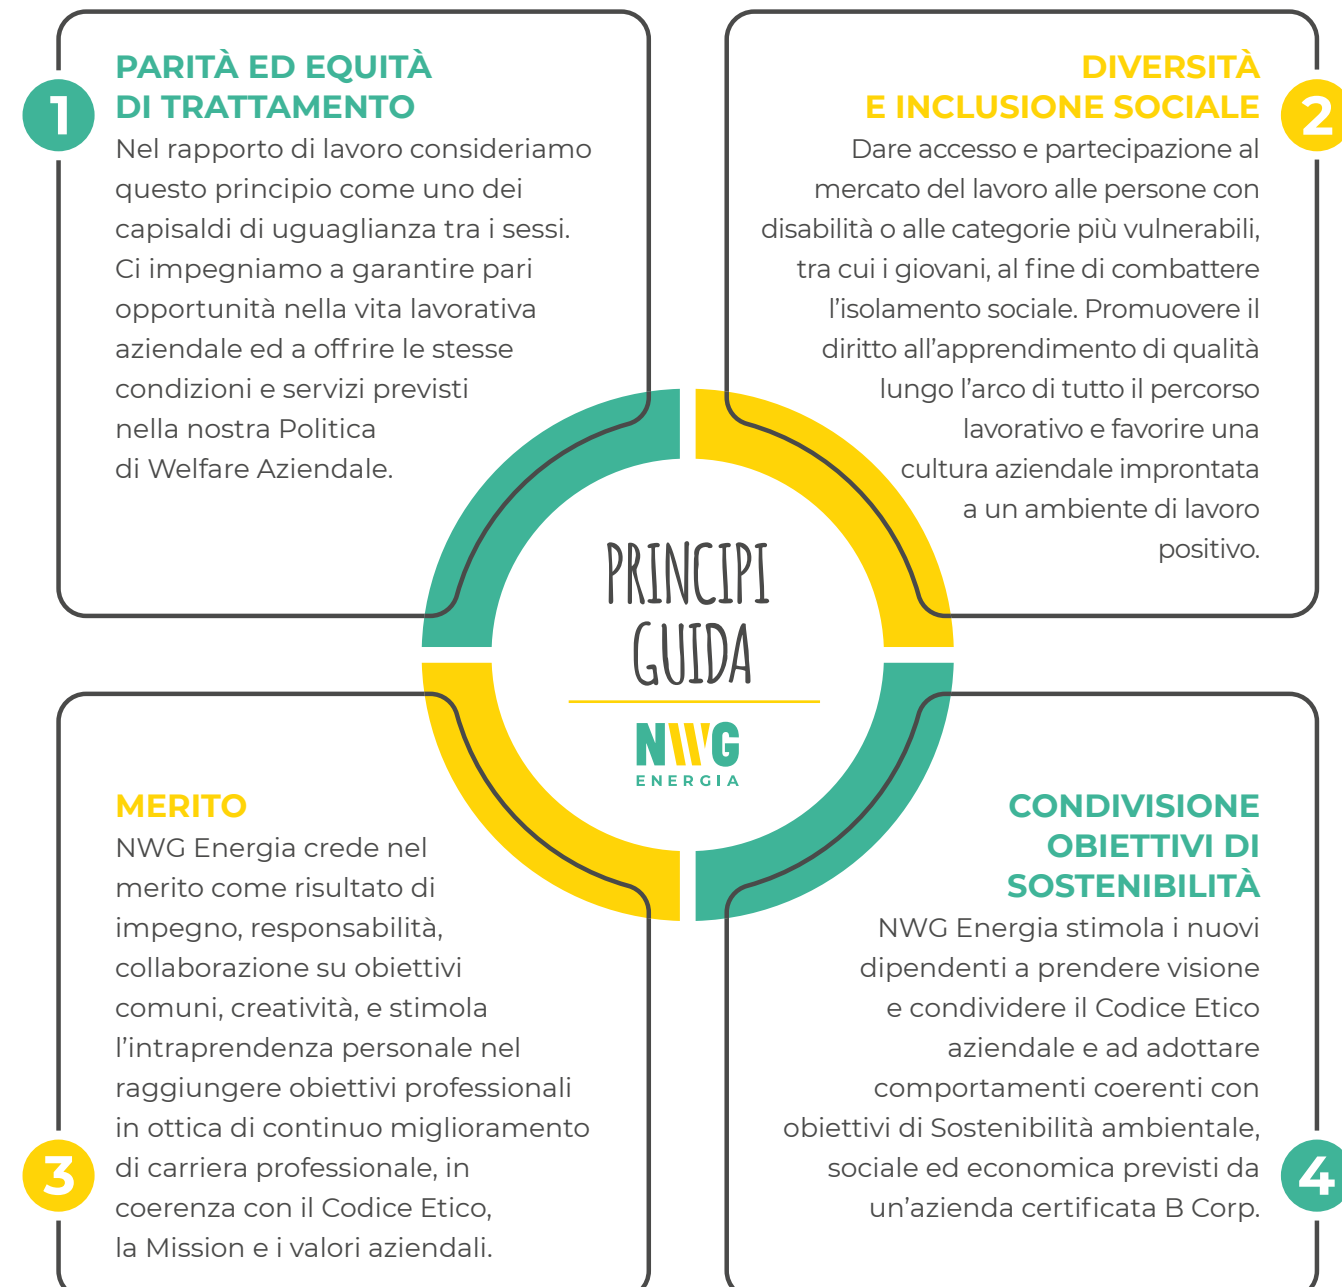 1
PARITÀ ED EQUITÀ
DI TRATTAMENTO
Nel rapporto di lavoro consideriamo
questo principio come uno dei
capisaldi di uguaglianza tra i sessi.
Ci impegniamo a garantire pari
opportunità nella vita lavorativa
aziendale ed a offrire le stesse
condizioni e servizi previsti
nella nostra Politica
di Welfare Aziendale.
2
DIVERSITÀ
E INCLUSIONE SOCIALE
Dare accesso e partecipazione al
mercato del lavoro alle persone con
disabilità o alle categorie più vulnerabili,
tra cui i giovani, al fine di combattere
l’isolamento sociale. Promuovere il
diritto all’apprendimento di qualità
lungo l’arco di tutto il percorso
lavorativo e favorire una
cultura aziendale improntata
a un ambiente di lavoro
positivo.
PRINCIPI
GUIDA
NWG
ENERGIA
3
MERITO
NWG Energia crede nel
merito come risultato di
impegno, responsabilità,
collaborazione su obiettivi
comuni, creatività, e stimola
l’intraprendenza personale nel
raggiungere obiettivi professionali
in ottica di continuo miglioramento
di carriera professionale, in
coerenza con il Codice Etico,
la Mission e i valori aziendali.
4
CONDIVISIONE
OBIETTIVI DI
SOSTENIBILITÀ
NWG Energia stimola i nuovi
dipendenti a prendere visione
e condividere il Codice Etico
aziendale e ad adottare
comportamenti coerenti con
obiettivi di Sostenibilità ambientale,
sociale ed economica previsti da
un’azienda certificata B Corp.